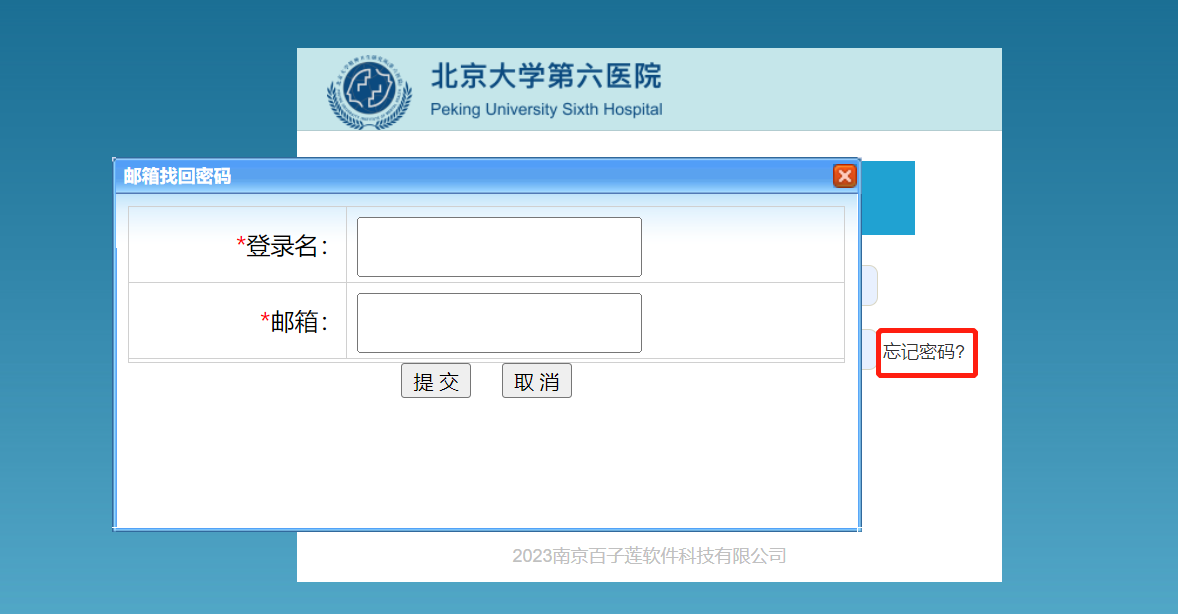 北京大学第六医院
Peking University Sixth Hospital
邮箱找回密码
*登录名：
*邮箱：
提 交 取 消
忘记密码?
2023南京百子莲软件科技有限公司